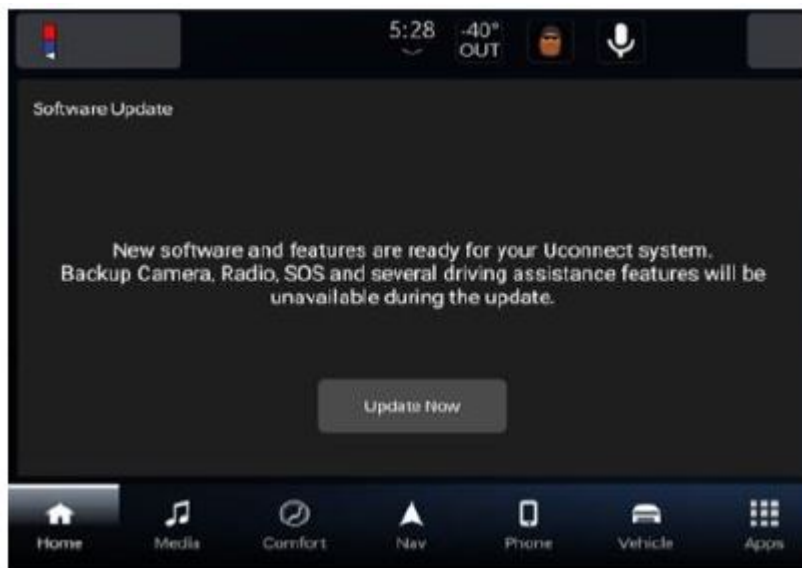 5:28 -40°
OUT
Software Update
New software and features are ready for your Uconnect system.
Backup Camera, Radio, SOS and several driving assistance features will be
unavailable during the update.
Update Now
Home Media Comfort Nav Phone Vehicle Apps